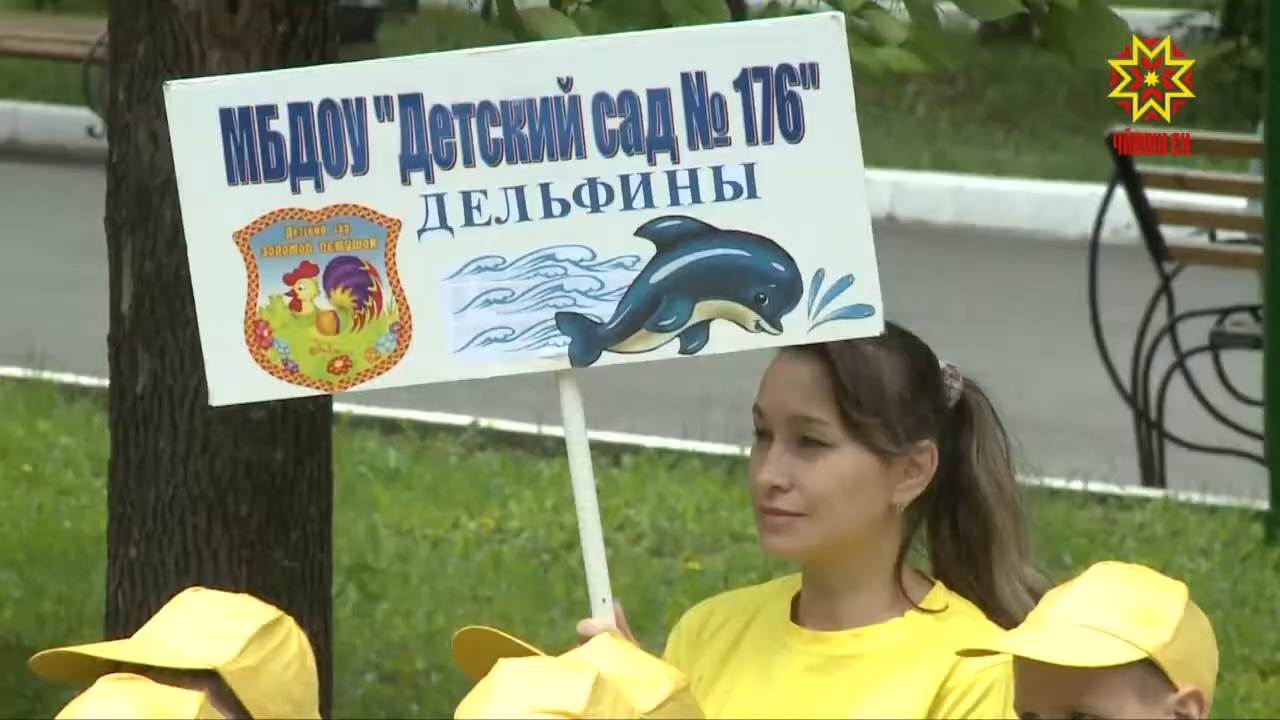 МБДОУ "Детский сад № 176"
ДЕЛЬФИНЫ
Детский сад
ЗОЛОТОЙ ПЕТУШОК
ЧӐВАШ ЕН